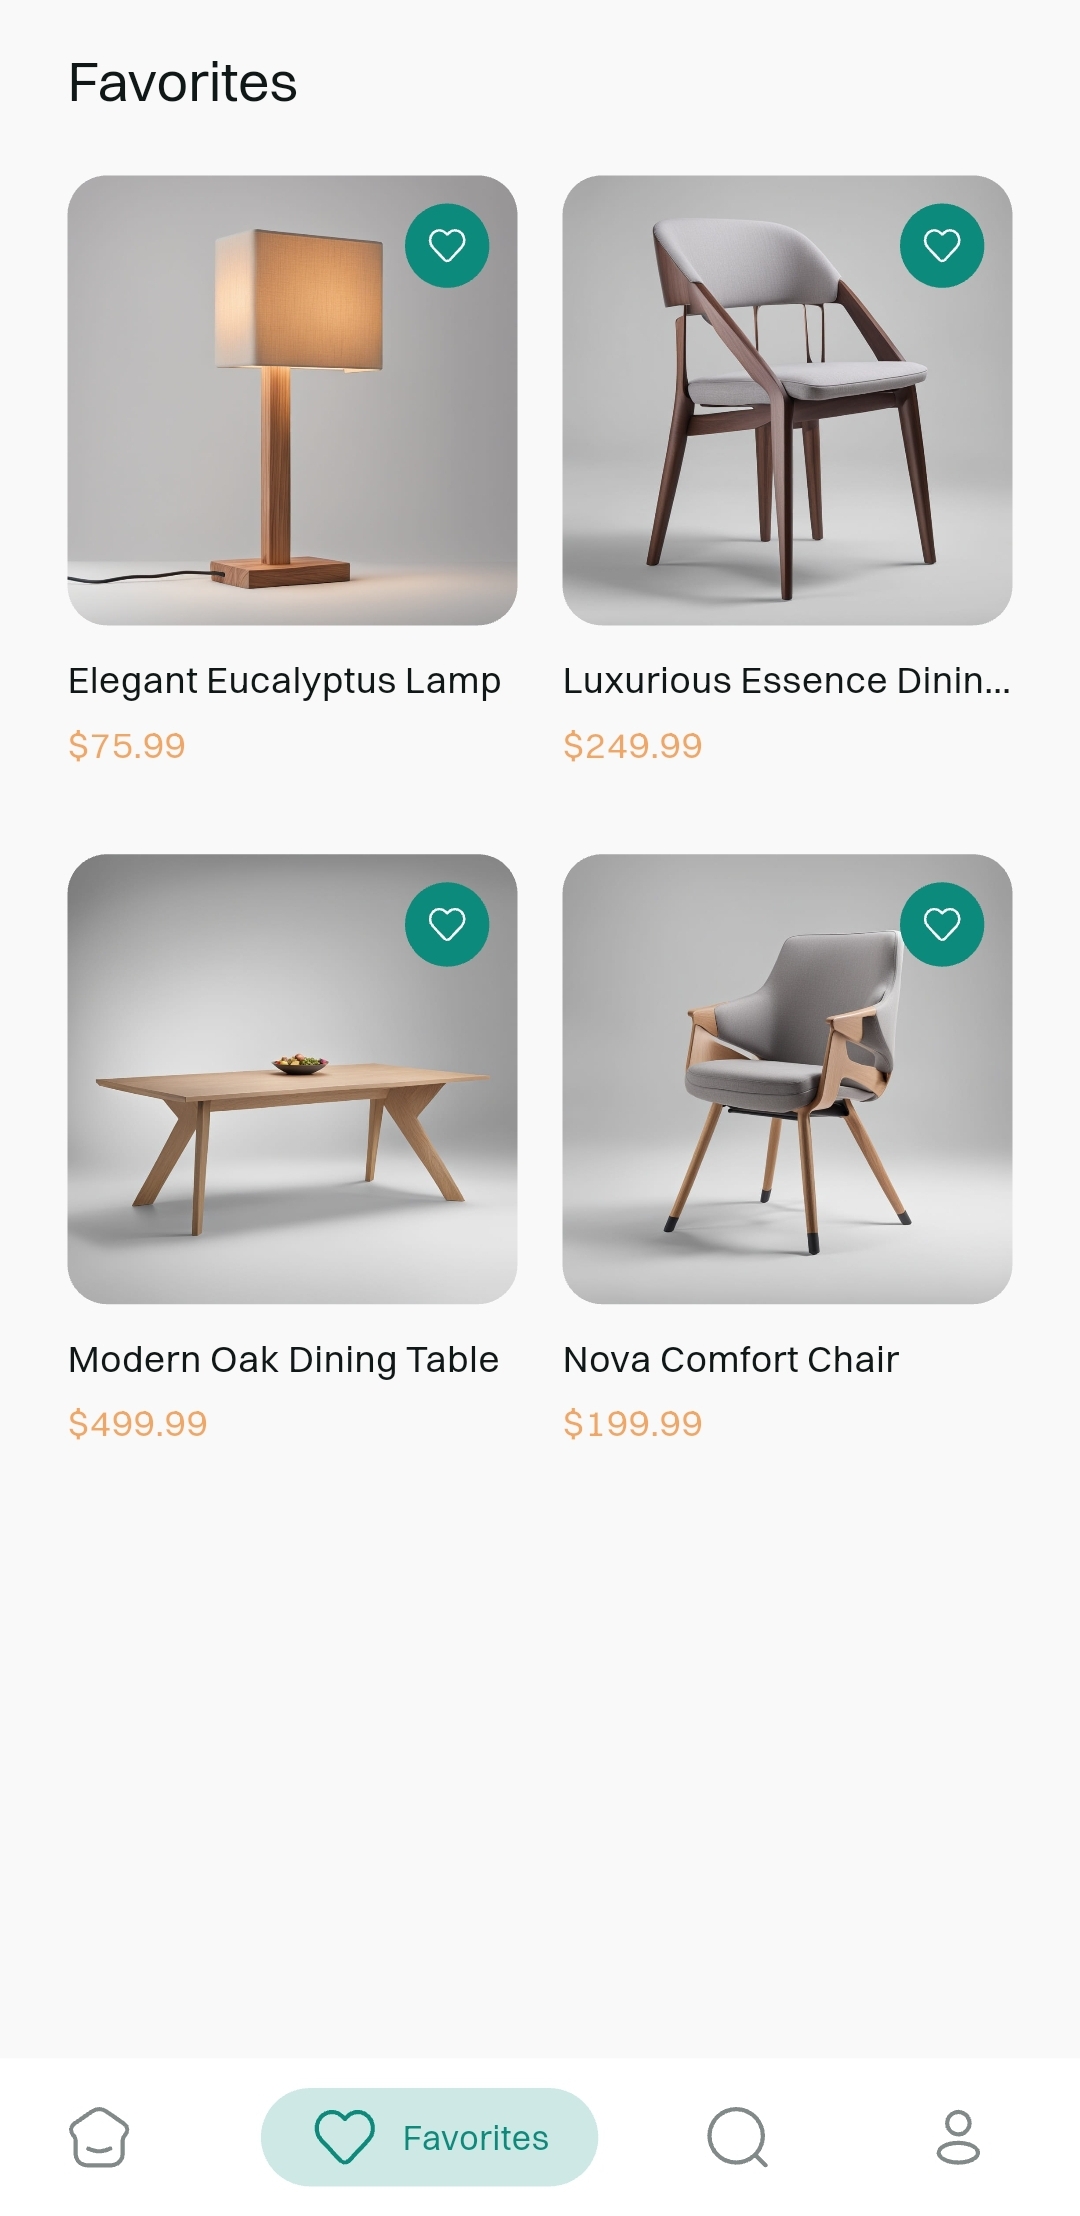 Favorites
Elegant Eucalyptus Lamp
$75.99
Luxurious Essence Dinin...
$249.99
Modern Oak Dining Table
$499.99
Nova Comfort Chair
$199.99
Favorites